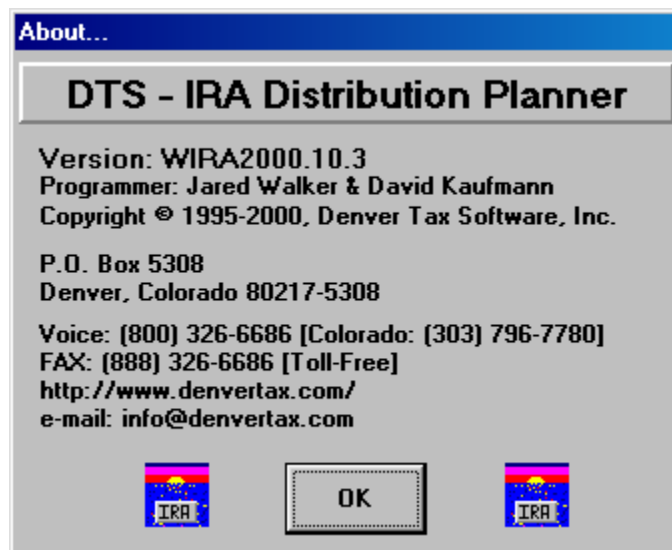 About...
DTS - IRA Distribution Planner
Version: WIRA2000.10.3
Programmer: Jared Walker & David Kaufmann
Copyright © 1995-2000, Denver Tax Software, Inc.
P.O. Box 5308
Denver, Colorado 80217-5308
Voice: (800) 326-6686 [Colorado: (303) 796-7780]
FAX: (888) 326-6686 [Toll-Free]
http://www.denvertax.com/
e-mail: info@denvertax.com
IRA OK IRA